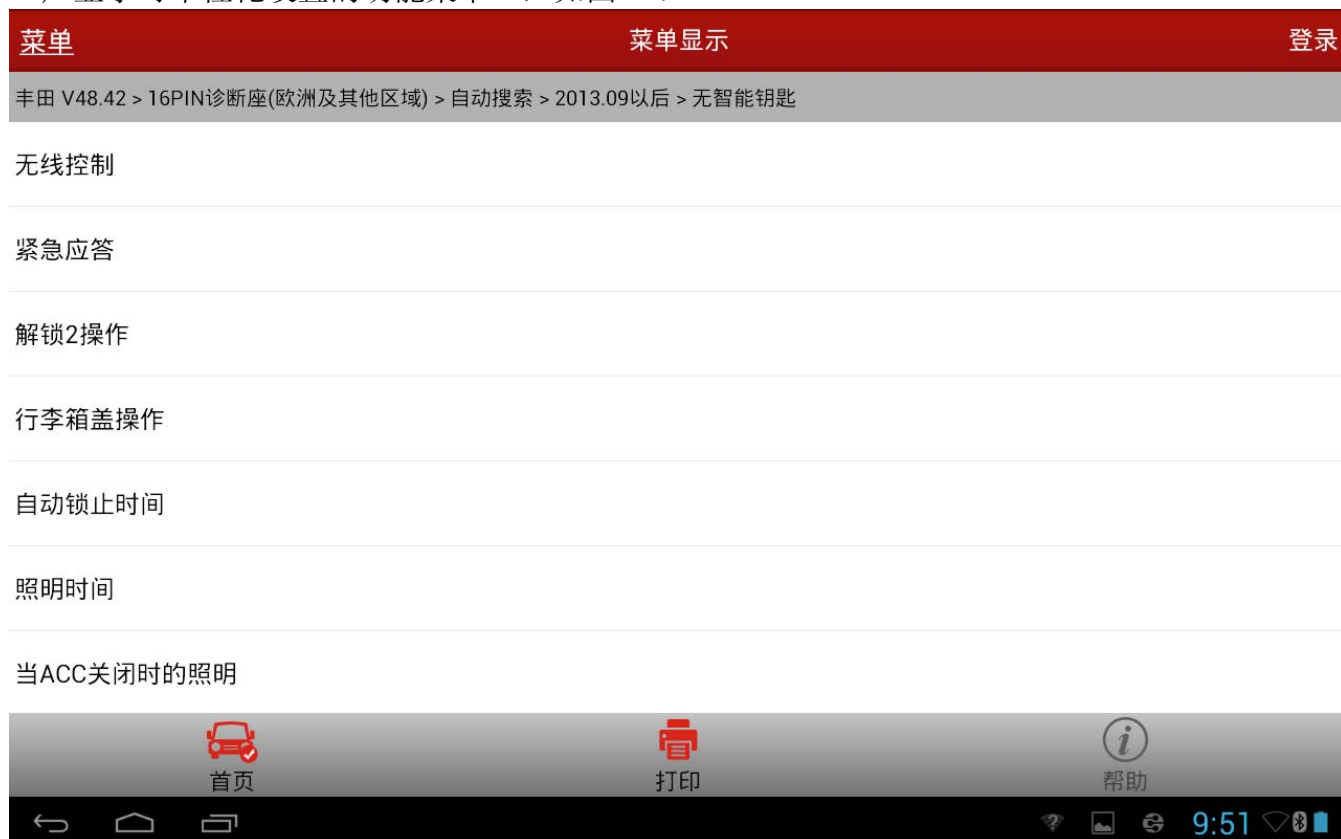 菜单 菜单显示 登录
丰田 V48.42 > 16PIN诊断座(欧洲及其他区域) > 自动搜索 > 2013.09以后 > 无智能钥匙
无线控制
紧急应答
解锁2操作
行李箱盖操作
自动锁止时间
照明时间
当ACC关闭时的照明
首页 打印 帮助
9:51